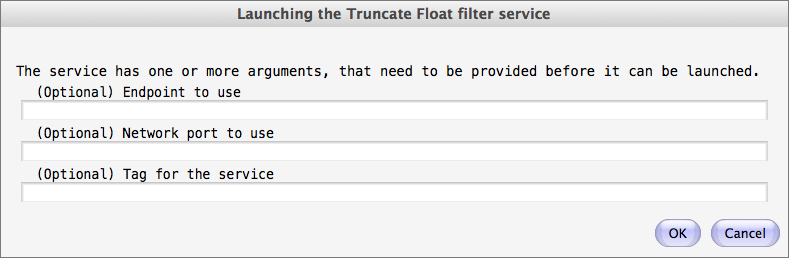 Launching the Truncate Float filter service
The service has one or more arguments, that need to be provided before it can be launched.
(Optional) Endpoint to use
(Optional) Network port to use
(Optional) Tag for the service
OK Cancel